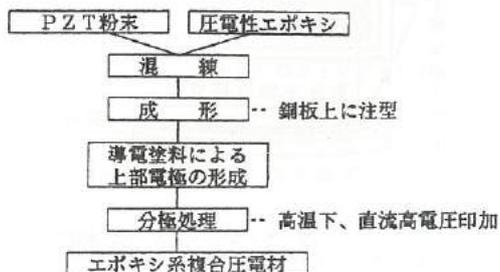 PZT粉末 圧電性エポキシ
混 練
成 形 ‥ 銅板上に注型
導電塗料による
上部電極の形成
分極処理 ‥ 高温下、直流高電圧印加
エポキシ系複合圧電材